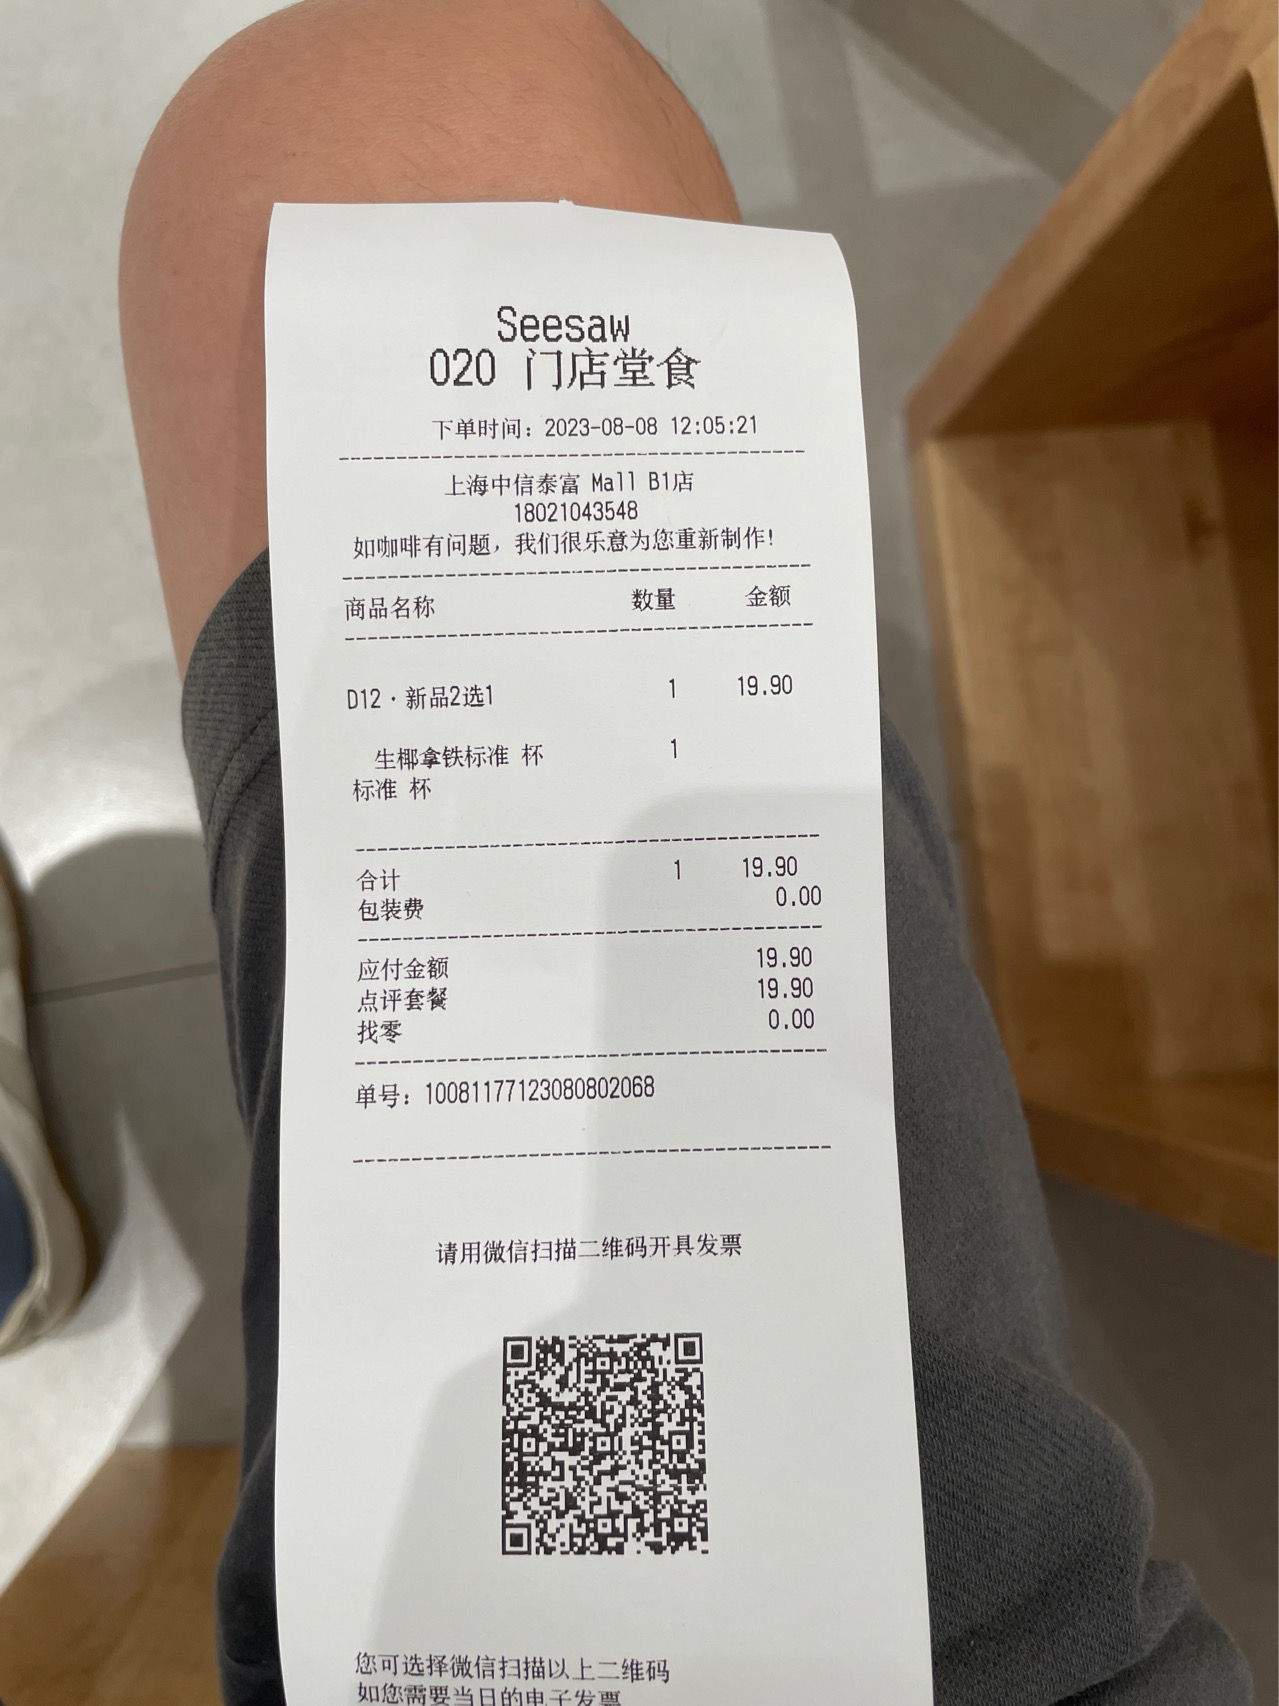 Seesaw
020 门店堂食
下单时间：2023-08-08 12:05:21
上海中信泰富 Mall B1店
18021043548
如咖啡有问题，我们很乐意为您重新制作！
商品名称 数量 金额
D12·新品2选1 1 19.90
生椰拿铁标准 杯 1
标准 杯
合计 1 19.90
包装费 0.00
应付金额 19.90
点评套餐 19.90
找零 0.00
单号：10081177123080802068
请用微信扫描二维码开具发票
您可选择微信扫描以上二维码
如您需要当日的电子发票